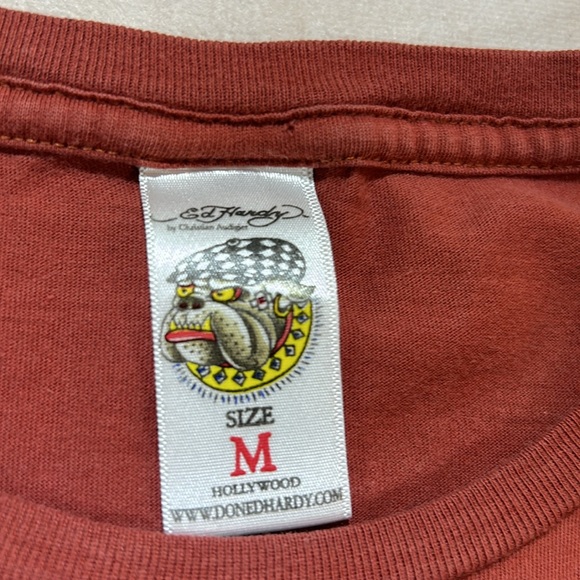 Ed Hardy
by Christian Audigier
SIZE
M
HOLLYWOOD
WWW.DONEDHARDY.COM